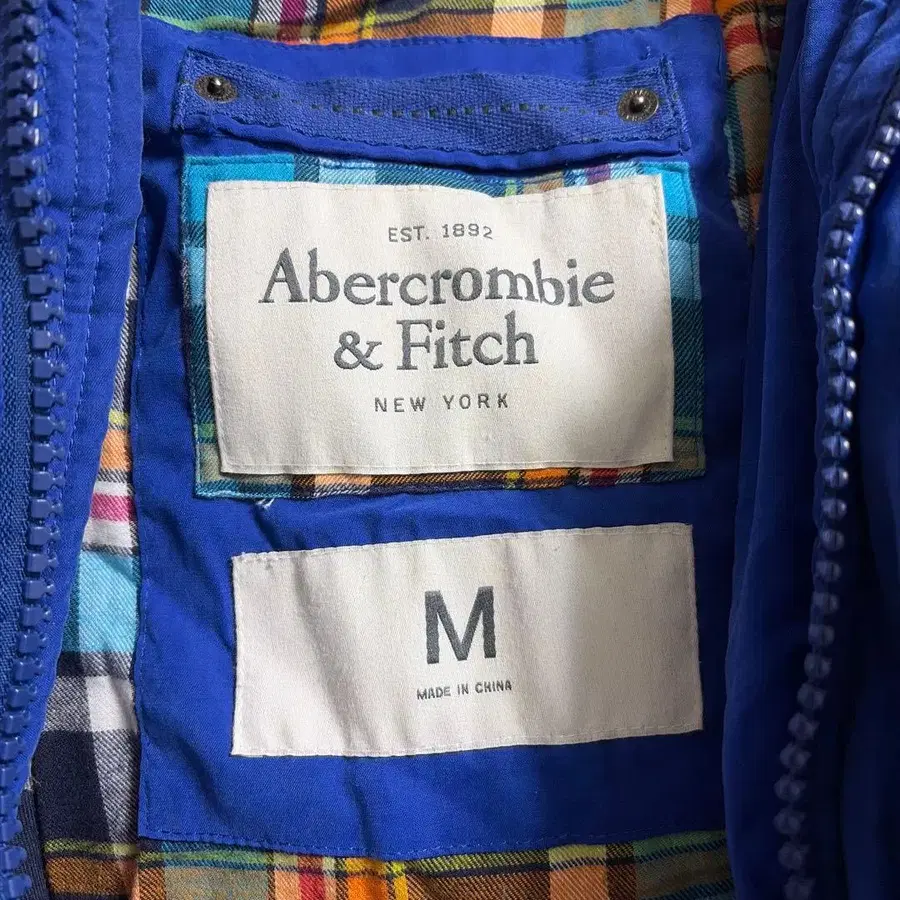 EST. 1892
Abercrombie
& Fitch
NEW YORK
M
MADE IN CHINA